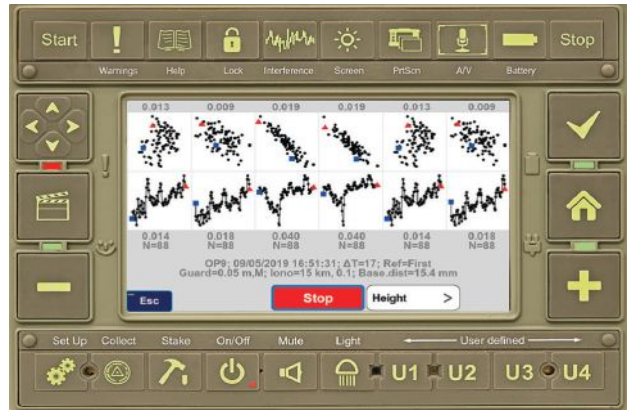 Start Stop
Warnings Help Lock Interference Screen PrtScn A/V Battery
0.013 0.009 0.019 0.019 0.013 0.009
0.014 0.018 0.040 0.040 0.014 0.018
N=88 N=88 N=88 N=88 N=88 N=88
OP9; 09/05/2019 16:51:31; ΔT=17; Ref=First
Guard=0.05 m,M; Iono=15 km, 0.1; Base.dist=15.4 mm
Esc Stop Height >
Set Up Collect Stake On/Off Mute Light User defined
U1 U2 U3 U4